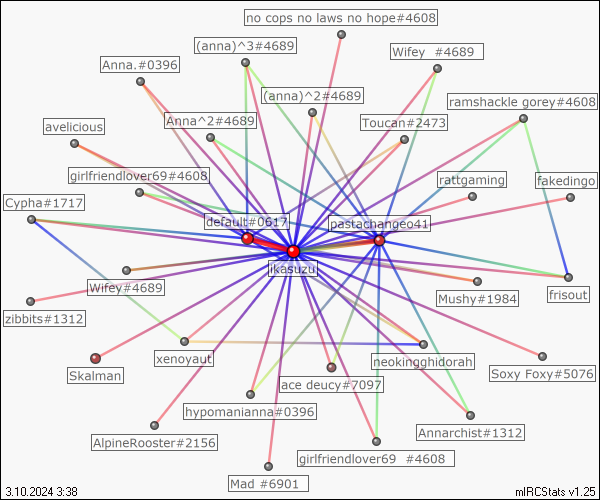 no cops no laws no hope#4608
(anna)^3#4689
Wifey  #4689
Anna.#0396
(anna)^2#4689
ramshackle gorey#4608
avelicious
Anna^2#4689
Toucan#2473
girlfriendlover69#4608
rattgaming
fakedingo
Cypha#1717
default#0617
pastachangeo41
ikasuzu
Wifey#4689
Mushy#1984
frisout
zibbits#1312
xenoyaut
neokingghidorah
Skalman
ace deucy#7097
Soxy Foxy#5076
hypomanianna#0396
AlpineRooster#2156
Annarchist#1312
girlfriendlover69  #4608
Mad #6901
3.10.2024 3:38
mIRCStats v1.25